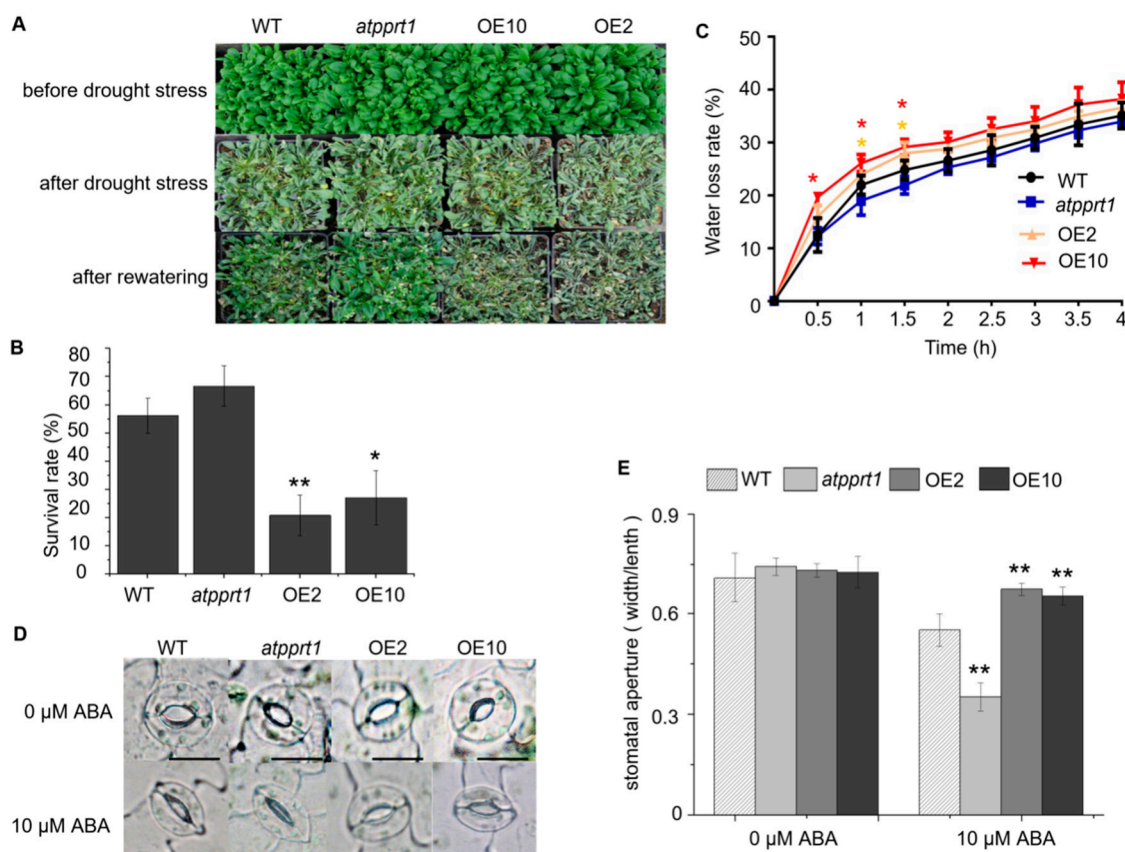 A
WT atpprt1 OE10 OE2
before drought stress
after drought stress
after rewatering
B
Survival rate (%)
80
70
60
50
40
30
20
10
0
** *
WT atpprt1 OE2 OE10
C
Water loss rate (%)
50
40
30
20
10
0
* * * * *
WT
atpprt1
OE2
OE10
0.5 1 1.5 2 2.5 3 3.5 4
Time (h)
D
WT atpprt1 OE2 OE10
0 µM ABA
10 µM ABA
E
WT atpprt1 OE2 OE10
stomatal aperture ( width/lenth )
0.9
0.6
0.3
0
** ** **
0 µM ABA 10 µM ABA